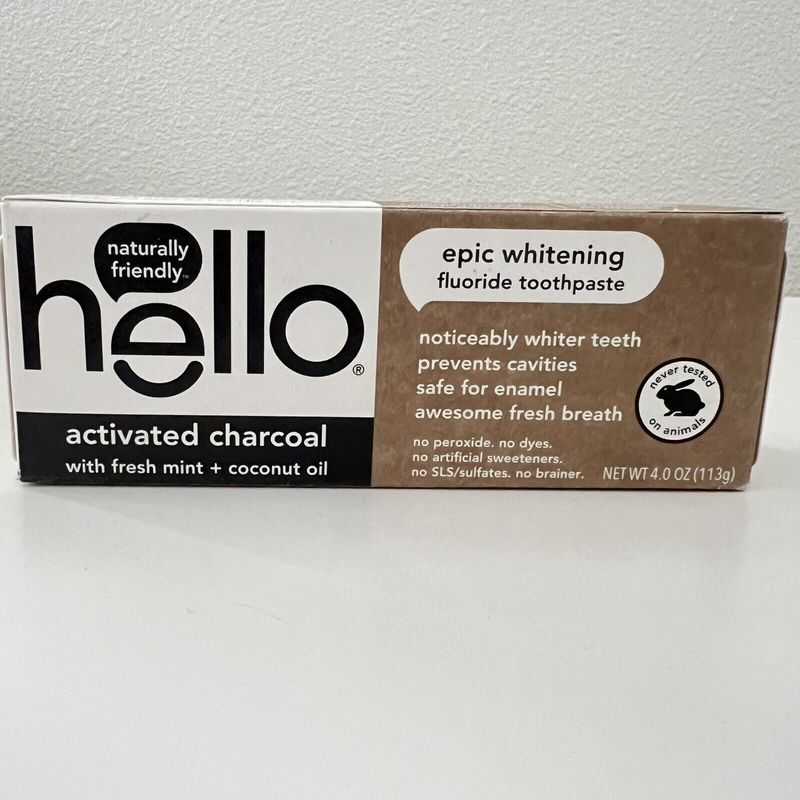 naturally
friendly™
hello®
activated charcoal
with fresh mint + coconut oil
epic whitening
fluoride toothpaste
noticeably whiter teeth
prevents cavities
safe for enamel
awesome fresh breath
no peroxide. no dyes.
no artificial sweeteners.
no SLS/sulfates. no brainer.
never tested
on animals
NET WT 4.0 OZ (113g)